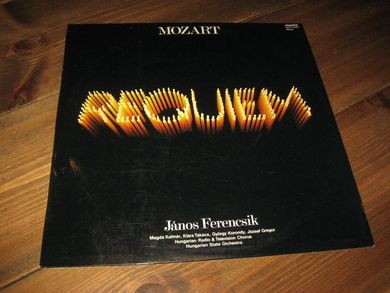 MOZART
REQUIEM
János Ferencsik
Magda Kalmár, Klára Takács, György Korondy, József Gregor
Hungarian Radio & Television Chorus
Hungarian State Orchestra